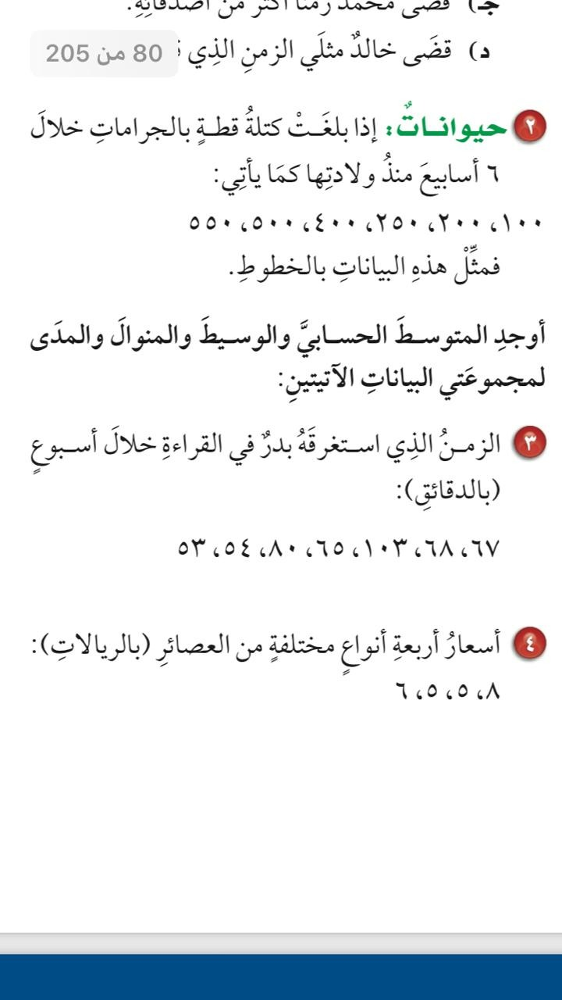 جـ) قضَى محمدٌ زمنًا أكثرَ من أصدقائِهِ.
د) قضَى خالدٌ مثلَي الزمنِ الذِي
80 من 205
٢ حيوانـاتٌ: إذا بلغَـتْ كتلةُ قطـةٍ بالجراماتِ خلالَ
٦ أسابيعَ منذُ ولادتِها كمَا يأتِي:
١٠٠، ٢٠٠، ٢٥٠، ٤٠٠، ٥٠٠، ٥٥٠
فمثِّلْ هذهِ البياناتِ بالخطوطِ.
أوجدِ المتوسـطَ الحسـابيَّ والوسـيطَ والمنوالَ والمدَى
لمجموعَتي البياناتِ الآتيتينِ:
٣ الزمـنُ الذِي اسـتغرقَهُ بدرٌ في القراءةِ خلالَ أسـبوعٍ
(بالدقائقِ):
٦٧، ٦٨، ١٠٣، ٦٥، ٨٠، ٥٤، ٥٣
٤ أسعارُ أربعةِ أنواعٍ مختلفةٍ من العصائرِ (بالريالاتِ):
٨، ٥، ٥، ٦